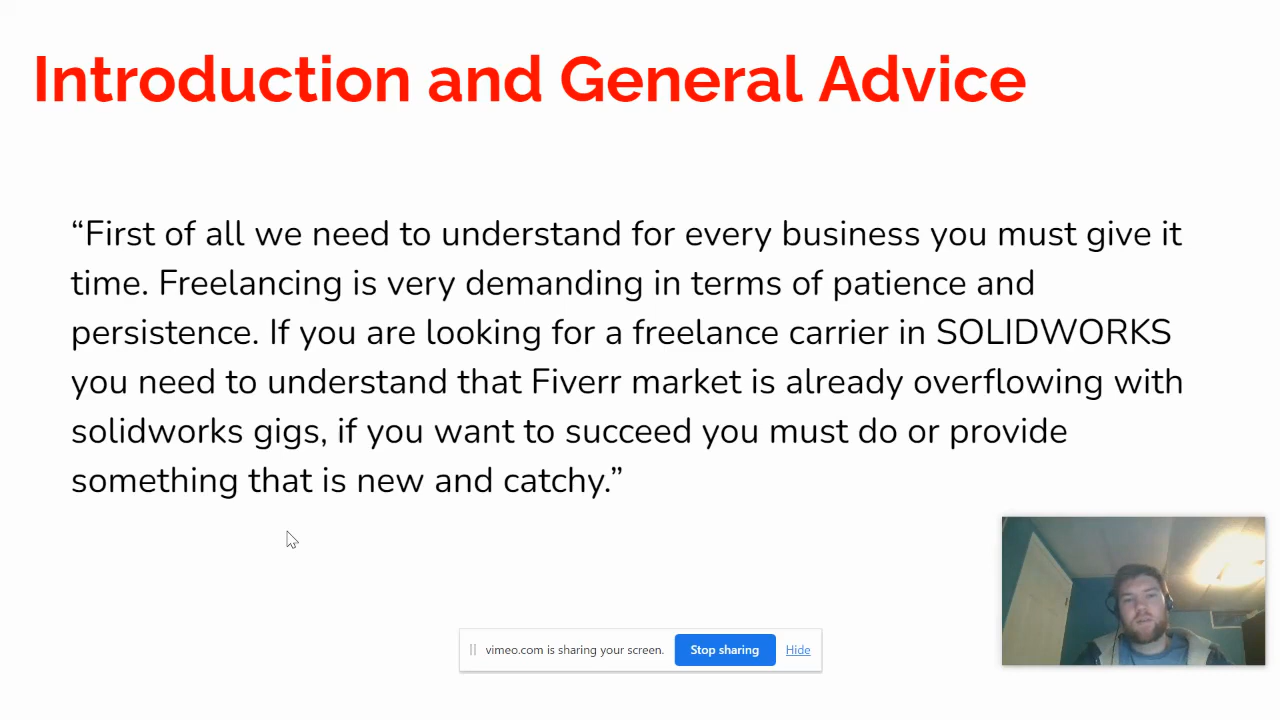 Introduction and General Advice
“First of all we need to understand for every business you must give it
time. Freelancing is very demanding in terms of patience and
persistence. If you are looking for a freelance carrier in SOLIDWORKS
you need to understand that Fiverr market is already overflowing with
solidworks gigs, if you want to succeed you must do or provide
something that is new and catchy.”
vimeo.com is sharing your screen. Stop sharing Hide